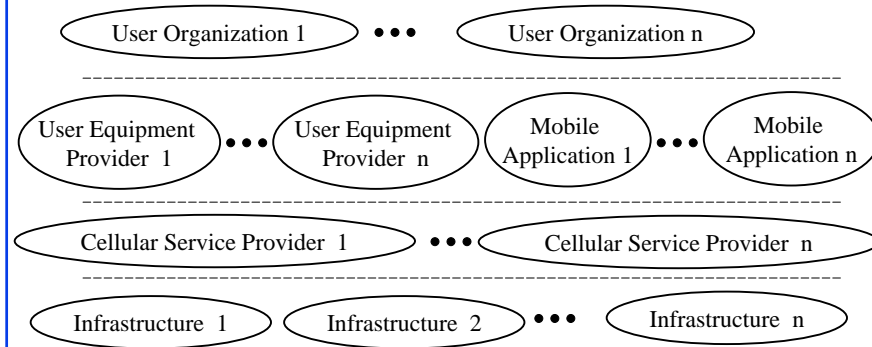 User Organization 1
User Organization n
User Equipment
Provider 1
User Equipment
Provider n
Mobile
Application 1
Mobile
Application n
Cellular Service Provider 1
Cellular Service Provider n
Infrastructure 1
Infrastructure 2
Infrastructure n